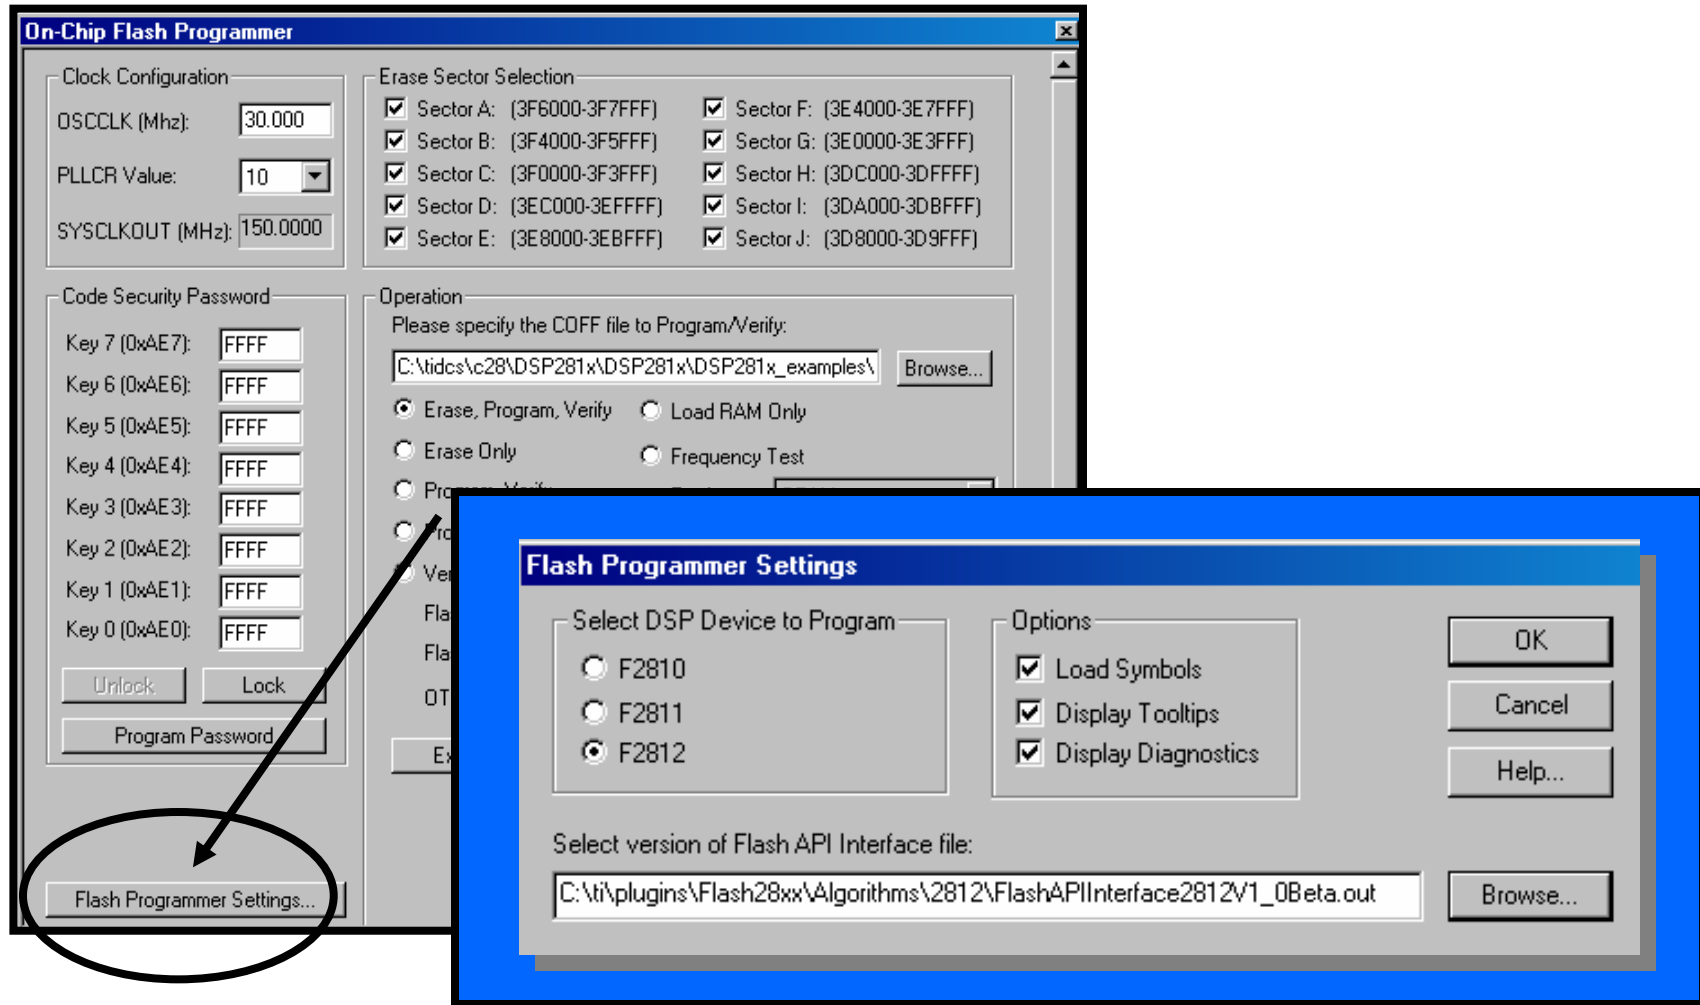 On-Chip Flash Programmer
Clock Configuration
OSCCLK (Mhz): 30.000
PLLCR Value: 10
SYSCLKOUT (MHz): 150.0000
Erase Sector Selection
Sector A: (3F6000-3F7FFF) Sector F: (3E4000-3E7FFF)
Sector B: (3F4000-3F5FFF) Sector G: (3E0000-3E3FFF)
Sector C: (3F0000-3F3FFF) Sector H: (3DC000-3DFFFF)
Sector D: (3EC000-3EFFFF) Sector I: (3DA000-3DBFFF)
Sector E: (3E8000-3EBFFF) Sector J: (3D8000-3D9FFF)
Code Security Password
Key 7 (0xAE7): FFFF
Key 6 (0xAE6): FFFF
Key 5 (0xAE5): FFFF
Key 4 (0xAE4): FFFF
Key 3 (0xAE3): FFFF
Key 2 (0xAE2): FFFF
Key 1 (0xAE1): FFFF
Key 0 (0xAE0): FFFF
Unlock Lock
Program Password
Flash Programmer Settings...
Operation
Please specify the COFF file to Program/Verify:
C:\tidcs\c28\DSP281x\DSP281x\DSP281x_examples\ Browse...
Erase, Program, Verify Load RAM Only
Erase Only Frequency Test
Flash Programmer Settings
Select DSP Device to Program
F2810
F2811
F2812
Options
Load Symbols
Display Tooltips
Display Diagnostics
OK
Cancel
Help...
Select version of Flash API Interface file:
C:\ti\plugins\Flash28xx\Algorithms\2812\FlashAPIInterface2812V1_0Beta.out Browse...